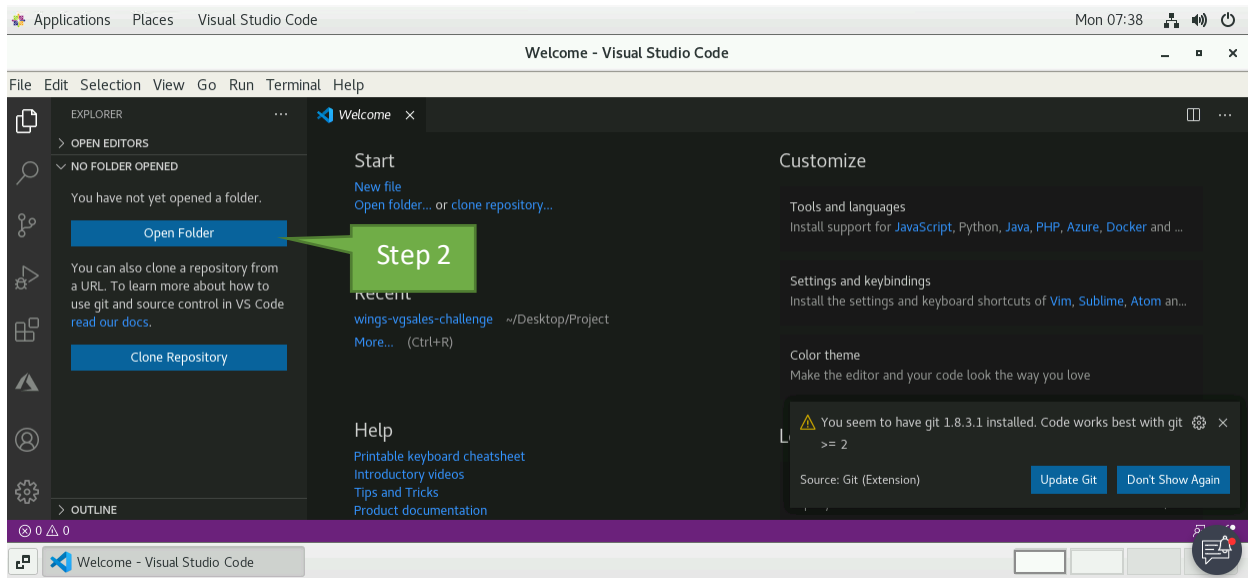 Applications Places Visual Studio Code Mon 07:38
Welcome - Visual Studio Code
File Edit Selection View Go Run Terminal Help
EXPLORER
OPEN EDITORS
NO FOLDER OPENED
You have not yet opened a folder.
Open Folder
You can also clone a repository from
a URL. To learn more about how to
use git and source control in VS Code
read our docs.
Clone Repository
OUTLINE
Welcome
Start
New file
Open folder... or clone repository...
Step 2
Recent
wings-vgsales-challenge ~/Desktop/Project
More... (Ctrl+R)
Help
Printable keyboard cheatsheet
Introductory videos
Tips and Tricks
Product documentation
Customize
Tools and languages
Install support for JavaScript, Python, Java, PHP, Azure, Docker and ...
Settings and keybindings
Install the settings and keyboard shortcuts of Vim, Sublime, Atom an...
Color theme
Make the editor and your code look the way you love
You seem to have git 1.8.3.1 installed. Code works best with git
>= 2
Source: Git (Extension) Update Git Don't Show Again
0 0
Welcome - Visual Studio Code